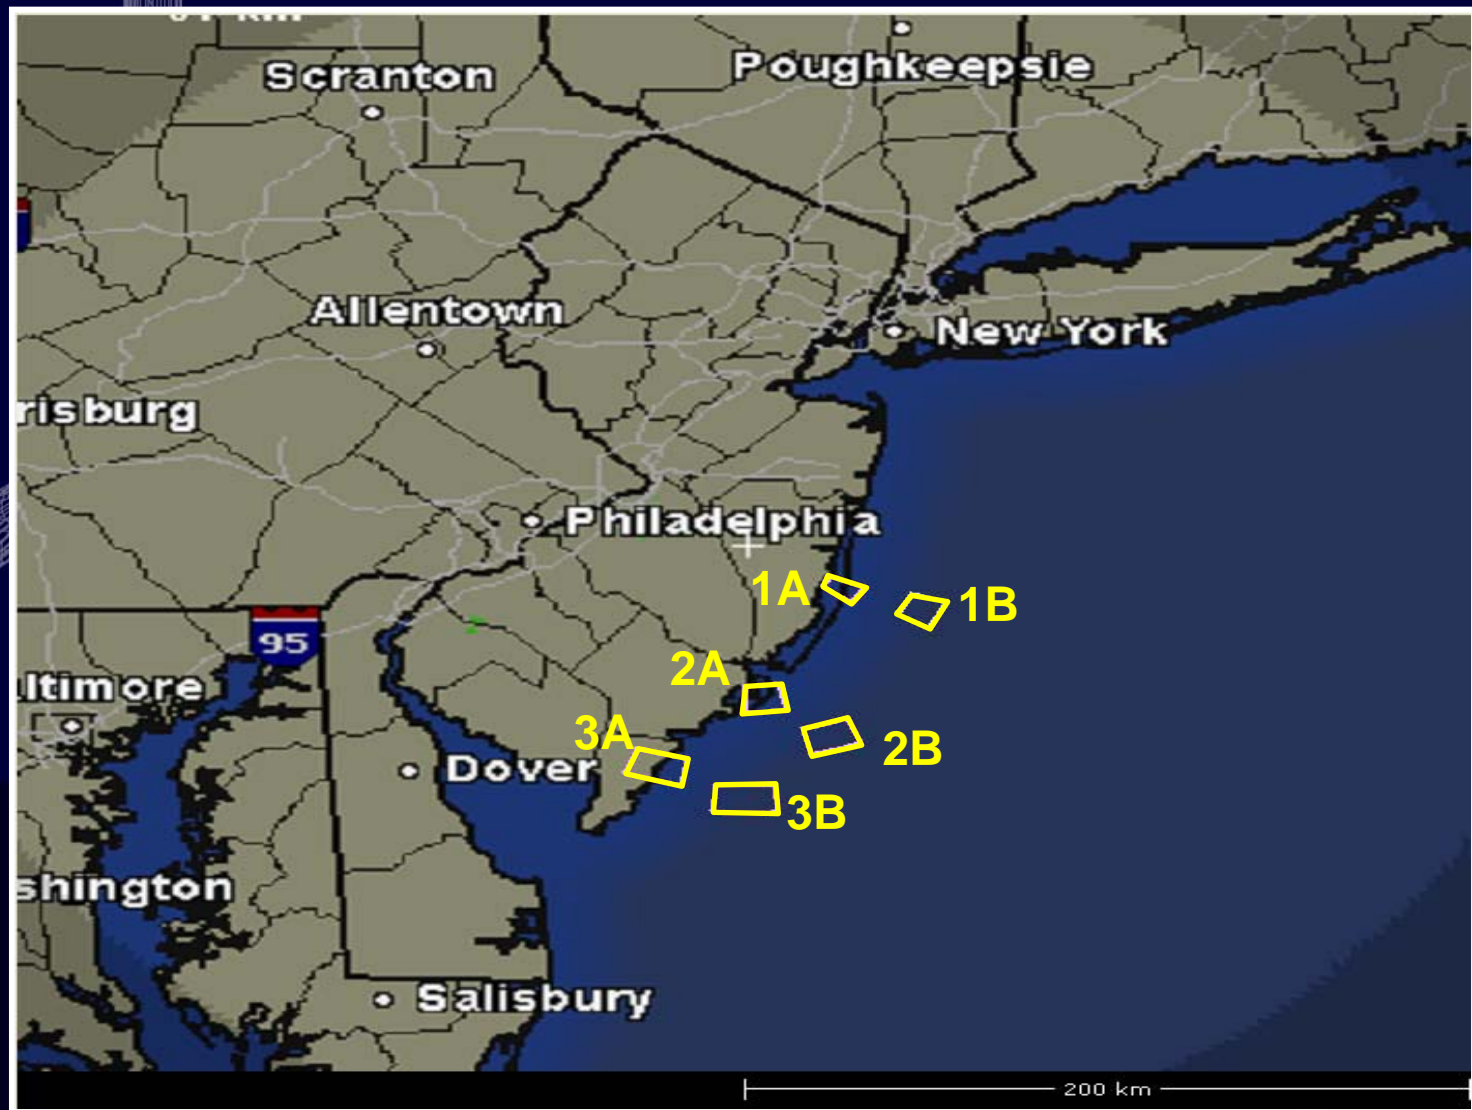 Scranton
Poughkeepsie
Allentown
New York
risburg
Philadelphia
1A
1B
95
2A
ltimore
3A
2B
Dover
3B
shington
Salisbury
200 km